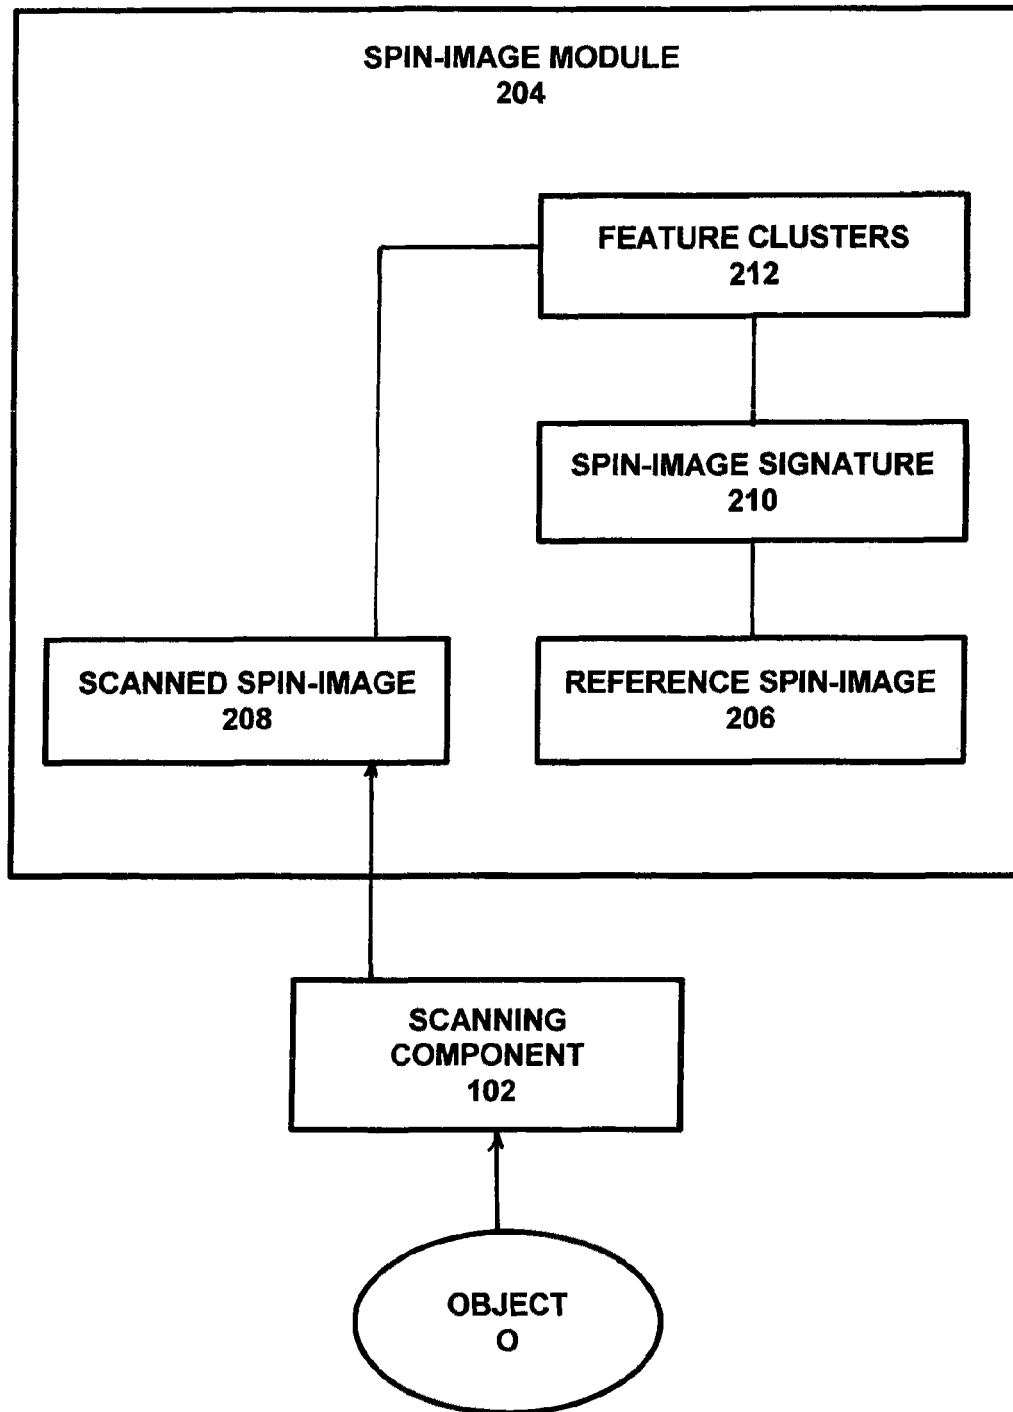 SPIN-IMAGE MODULE
204
FEATURE CLUSTERS
212
SPIN-IMAGE SIGNATURE
210
SCANNED SPIN-IMAGE
208
REFERENCE SPIN-IMAGE
206
SCANNING
COMPONENT
102
OBJECT
O